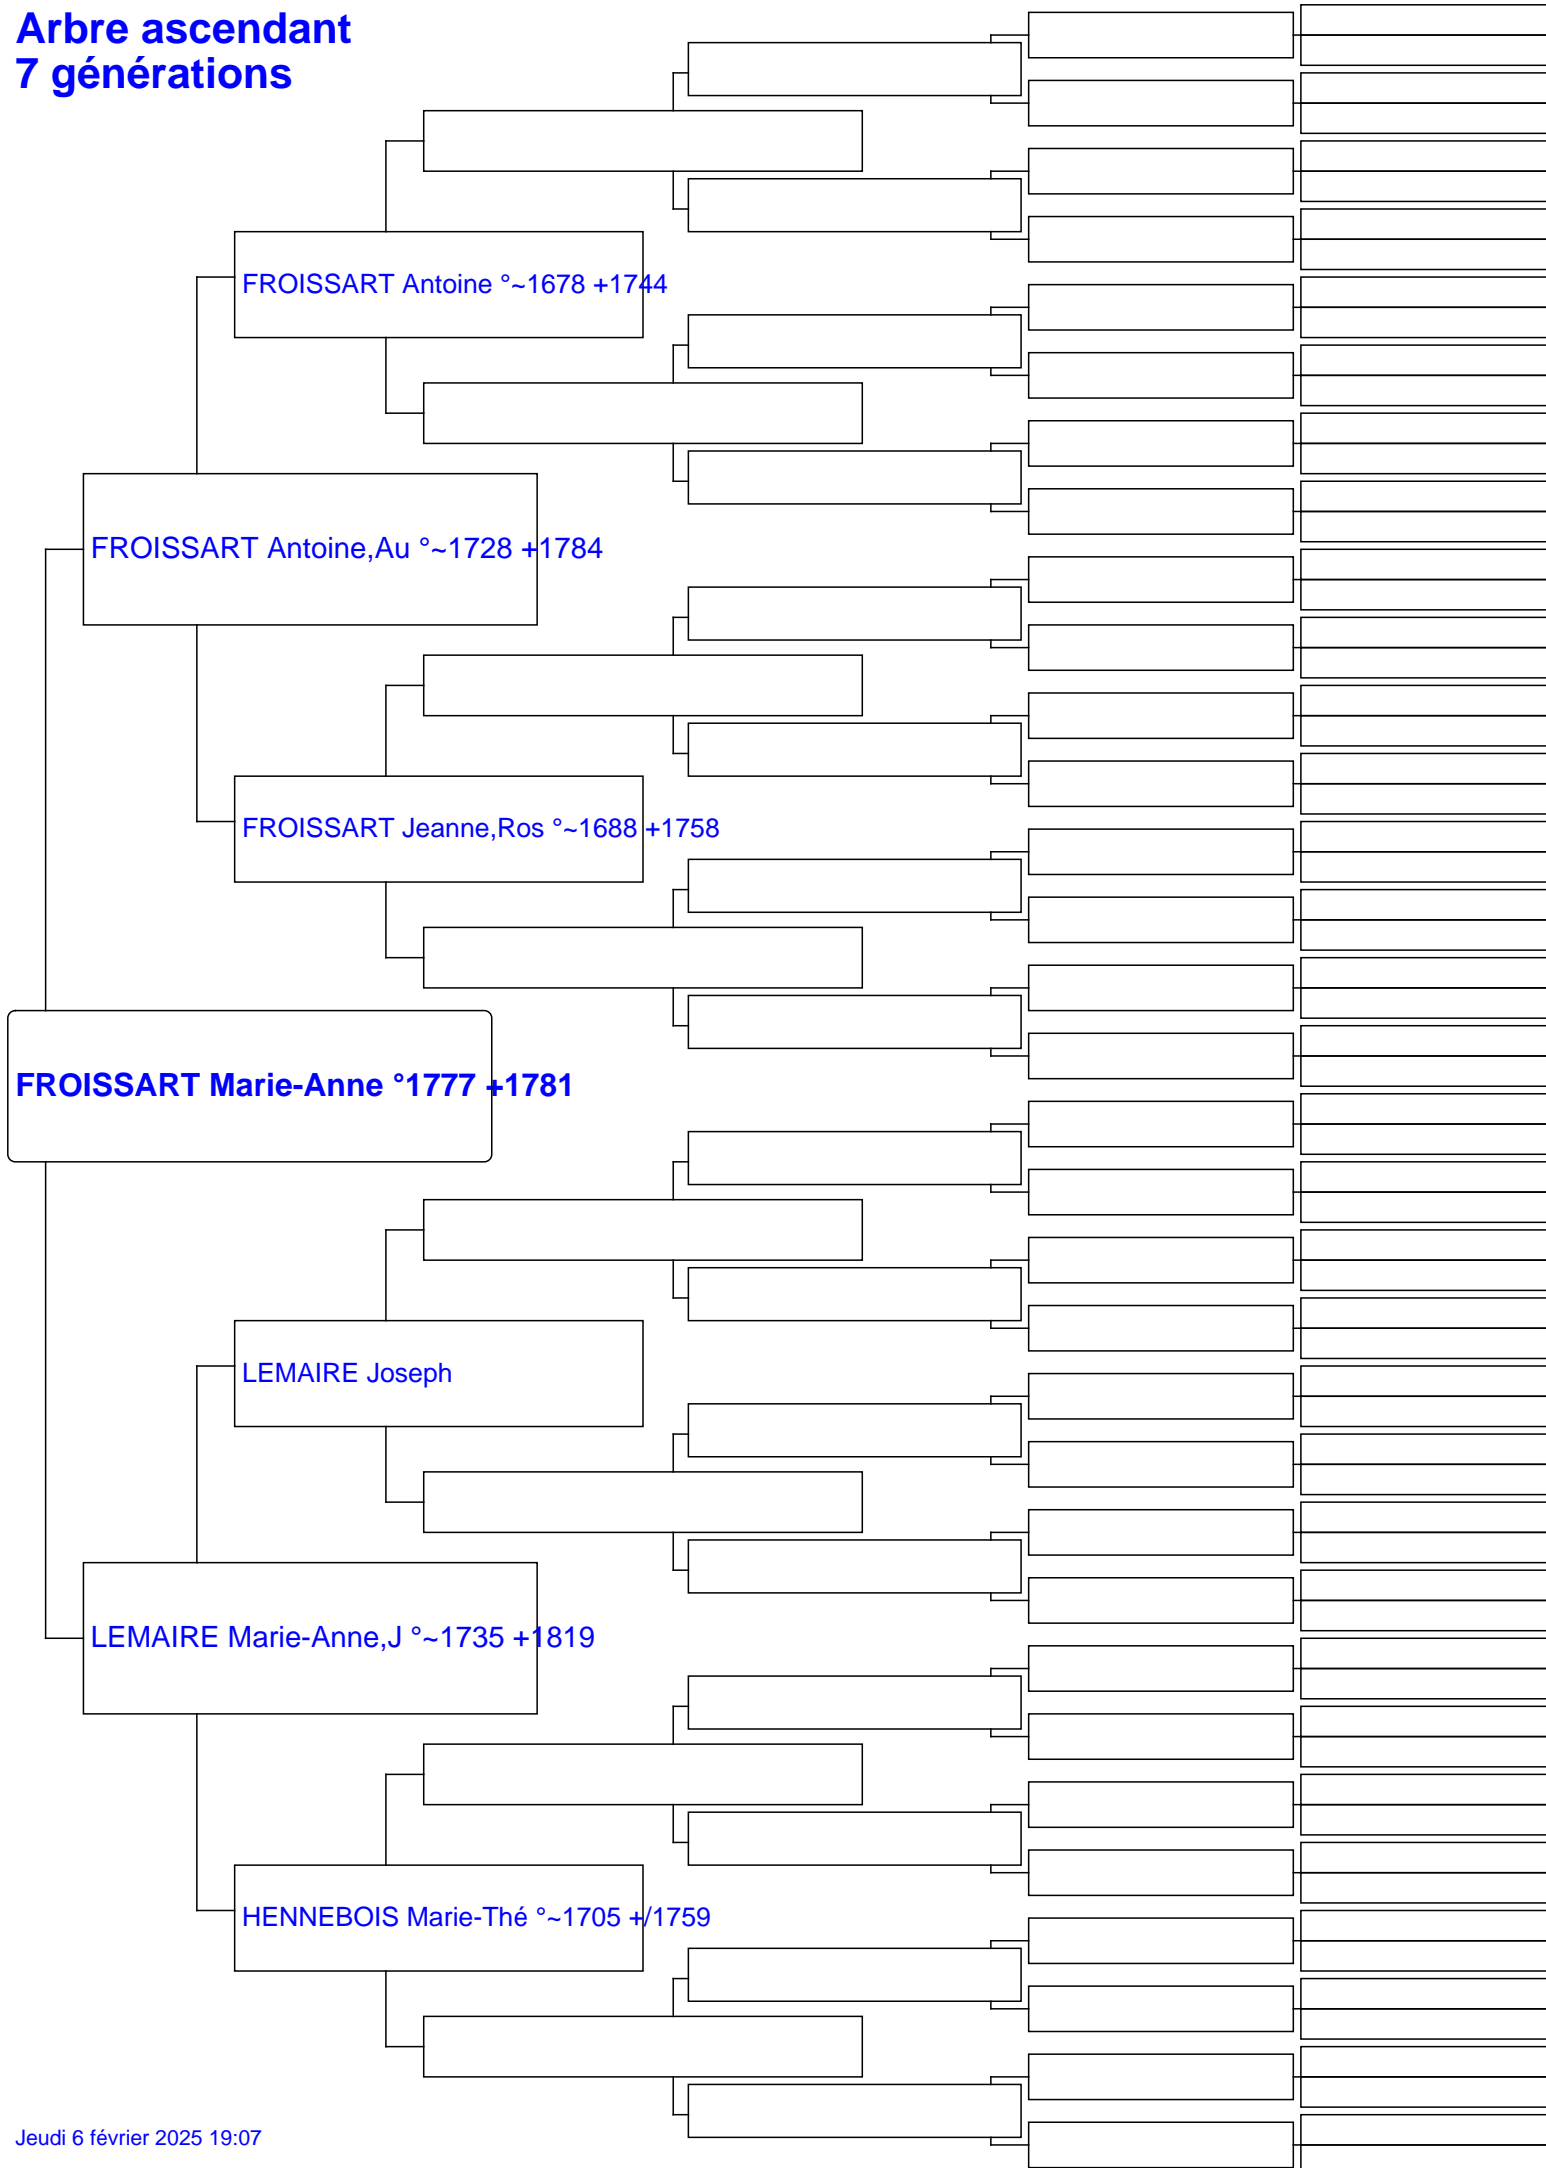 Arbre ascendant
7 générations
FROISSART Antoine °~1678 +1744
FROISSART Antoine,Au °~1728 +1784
FROISSART Jeanne,Ros °~1688 +1758
FROISSART Marie-Anne °1777 +1781
LEMAIRE Joseph
LEMAIRE Marie-Anne,J °~1735 +1819
HENNEBOIS Marie-Thé °~1705 +/1759
Jeudi 6 février 2025 19:07